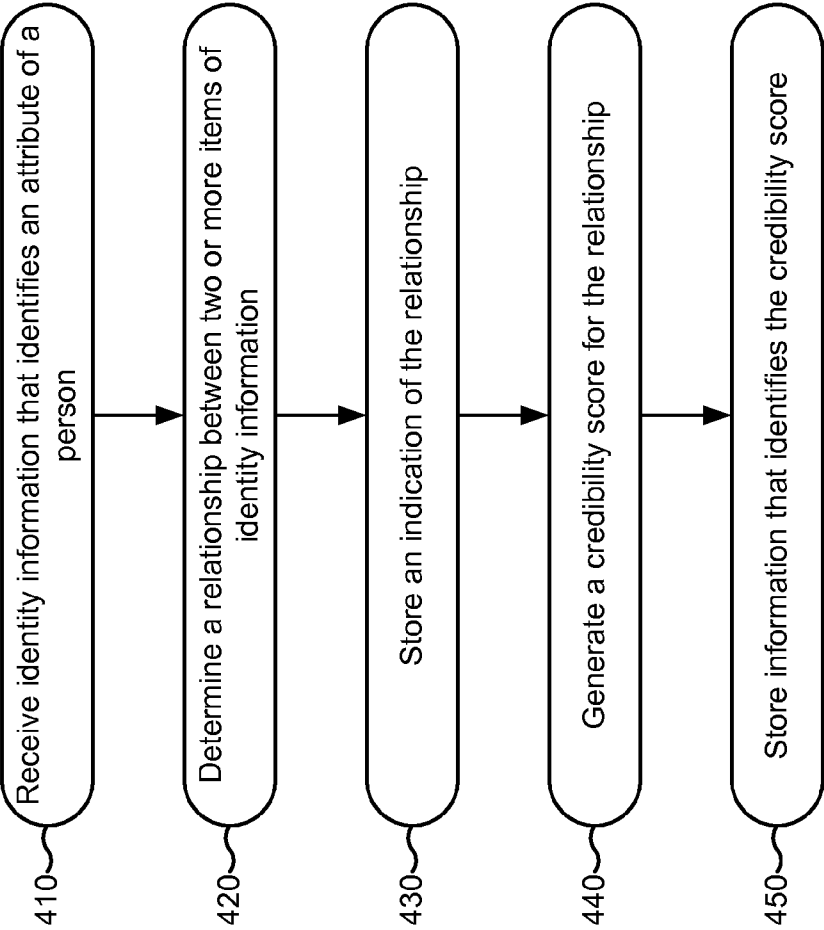 410
Receive identity information that identifies an attribute of a
person
420
Determine a relationship between two or more items of
identity information
430
Store an indication of the relationship
440
Generate a credibility score for the relationship
450
Store information that identifies the credibility score